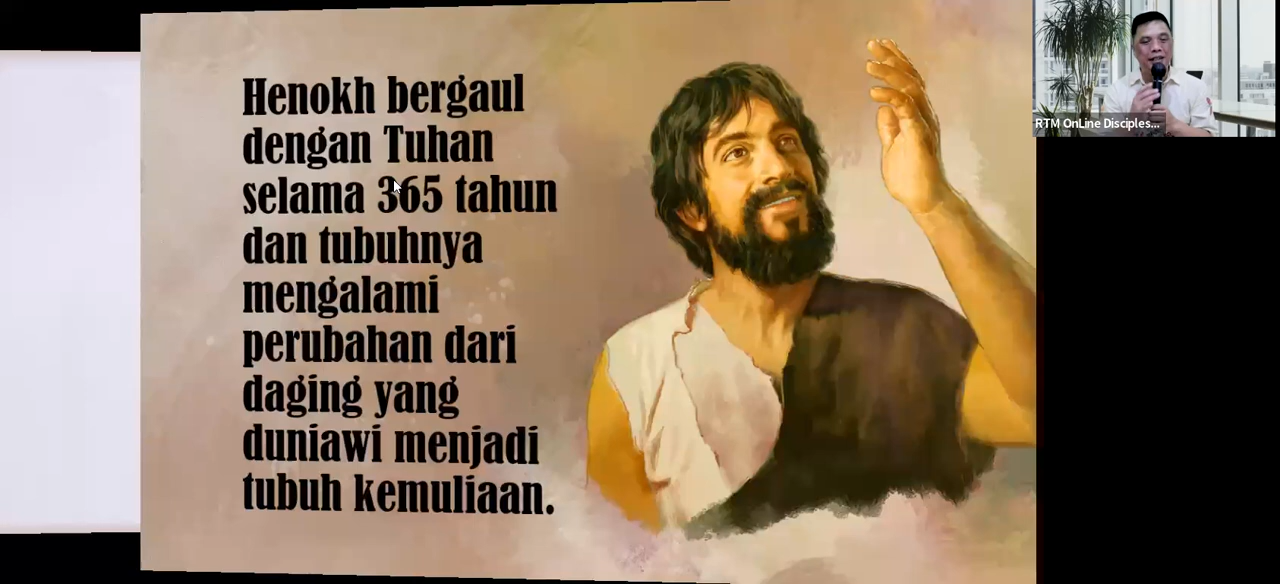 Henokh bergaul
dengan Tuhan
selama 365 tahun
dan tubuhnya
mengalami
perubahan dari
daging yang
duniawi menjadi
tubuh kemuliaan.
RTM OnLine Disciples...